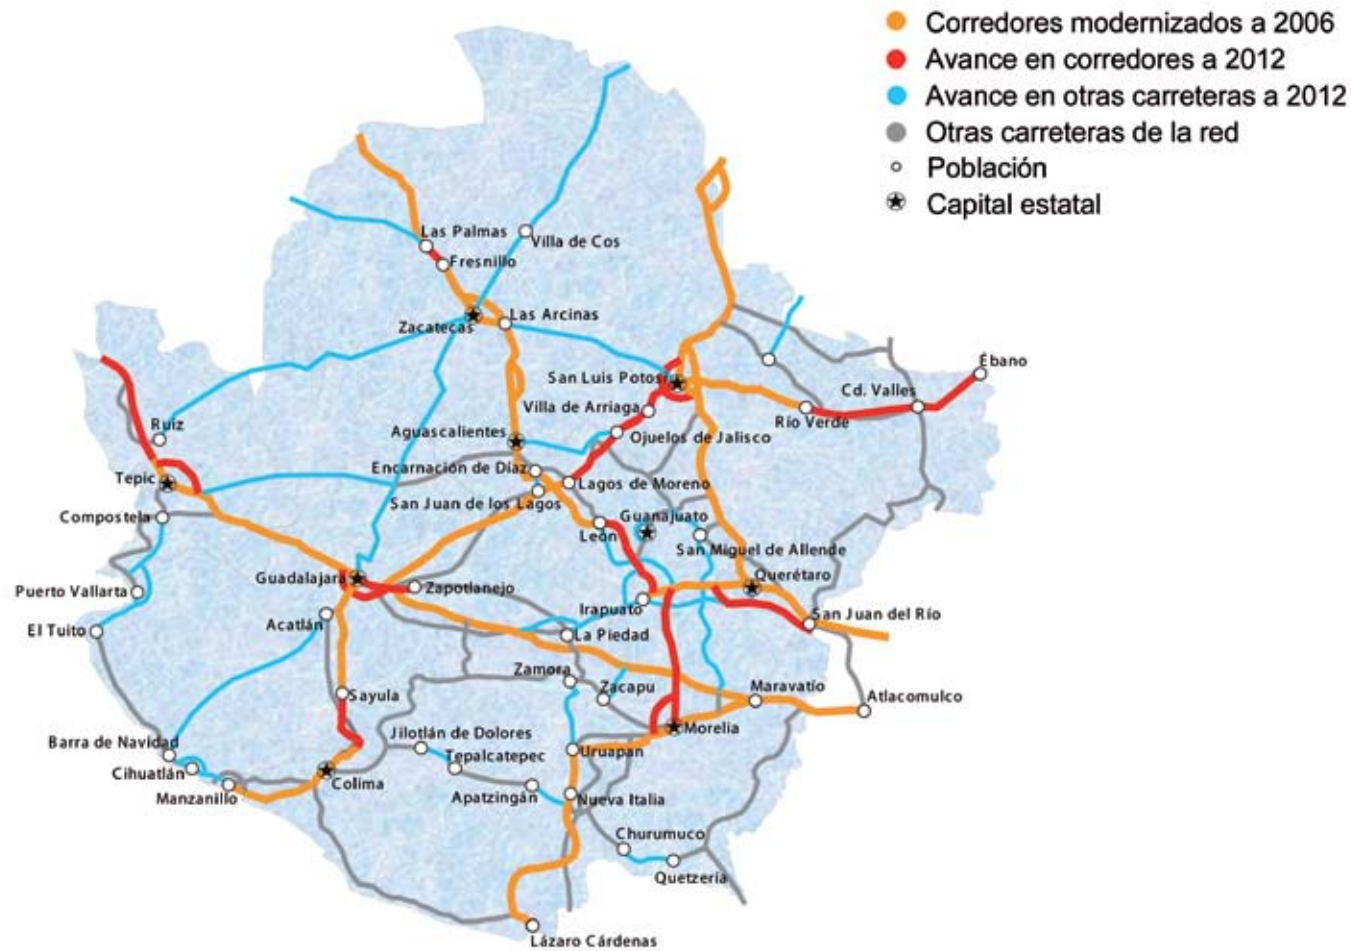 Corredores modernizados a 2006
Avance en corredores a 2012
Avance en otras carreteras a 2012
Otras carreteras de la red
Población
Capital estatal
Las Palmas
Villa de Cos
Fresnillo
Las Arcinas
Zacatecas
Ébano
San Luis Potosí
Cd. Valles
Villa de Arriaga
Río Verde
Ruiz
Aguascalientes
Ojuelos de Jalisco
Encarnación de Díaz
Tepic
Lagos de Moreno
San Juan de los Lagos
Compostela
Guanajuato
León
San Miguel de Allende
Guadalajara
Querétaro
Puerto Vallarta
Zapotlanejo
Irapuato
San Juan del Río
El Tuito
Acatlán
La Piedad
Zamora
Zacapu
Maravatío
Sayula
Atlacomulco
Morelia
Jilotlán de Dolores
Barra de Navidad
Uruapan
Tepalcatepec
Cihuatlán
Colima
Manzanillo
Apatzingán
Nueva Italia
Churumuco
Quetzeria
Lázaro Cárdenas